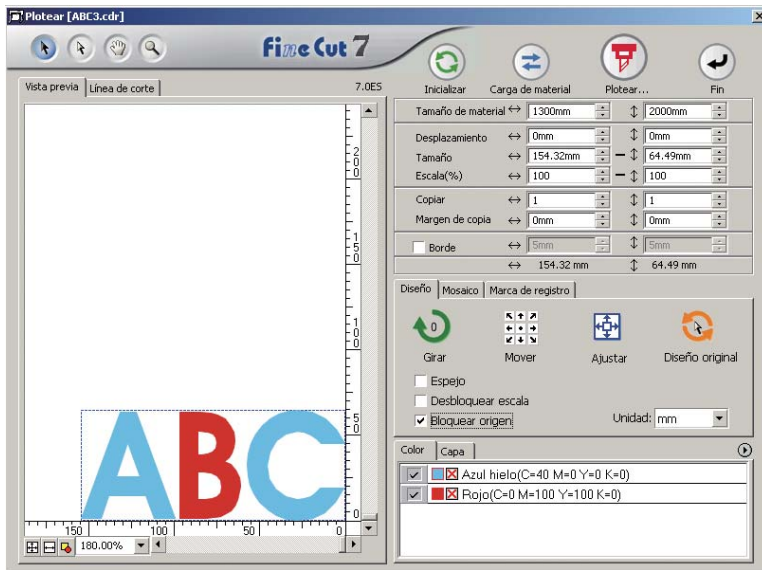 Plotear [ABC3.cdr]
Fine Cut 7
Inicializar Carga de material Plotear... Fin
Vista previa Línea de corte 7.0ES
Tamaño de material 1300mm 2000mm
Desplazamiento 0mm 0mm
Tamaño 154.32mm 64.49mm
Escala(%) 100 100
Copiar 1 1
Margen de copia 0mm 0mm
Borde 5mm 5mm
154.32 mm 64.49 mm
Diseño Mosaico Marca de registro
0
Girar Mover Ajustar Diseño original
Espejo
Desbloquear escala
Bloquear origen Unidad: mm
Color Capa
Azul hielo(C=40 M=0 Y=0 K=0)
Rojo(C=0 M=100 Y=100 K=0)
200
150
100
50
0
ABC
150 100 50 0
180.00%